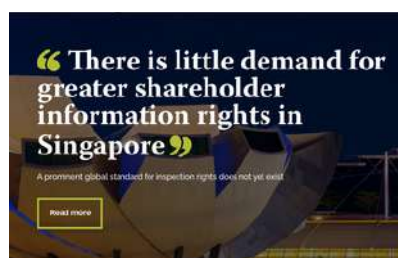 “ There is little demand for
greater shareholder
information rights in
Singapore ”
A prominent global standard for inspection rights does not yet exist
Read more